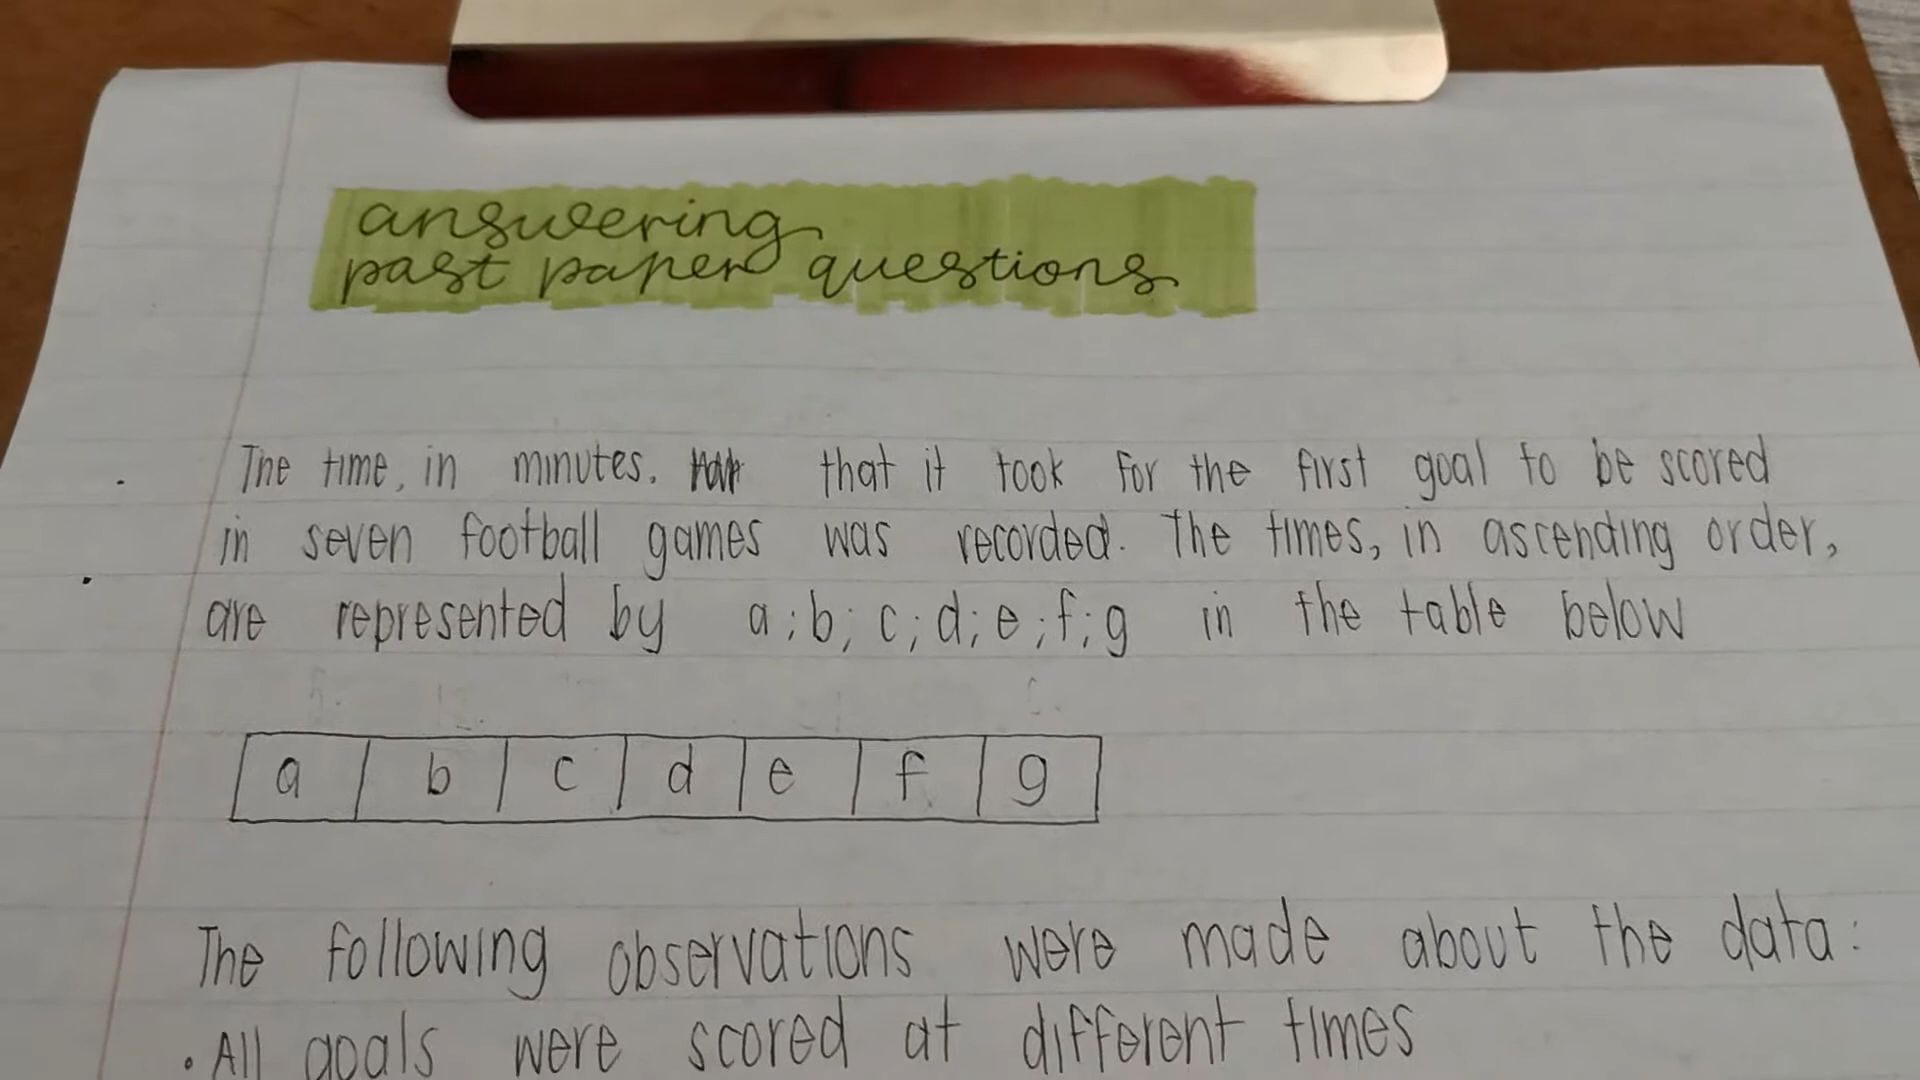 answering
past paper questions
The time, in minutes. that it took for the first goal to be scored
in seven football games was recorded. The times, in ascending order,
are represented by a; b; c; d; e; f; g in the table below
a b c d e f g
The following observations were made about the data:
. All goals were scored at different times